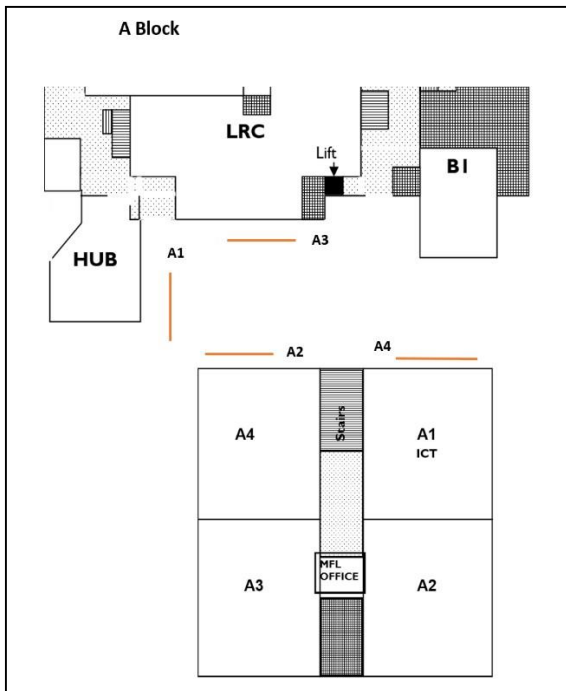 A Block
LRC
Lift
B1
HUB
A1
A3
A2
A4
Stairs
A4
A1
ICT
MFL
OFFICE
A3
A2